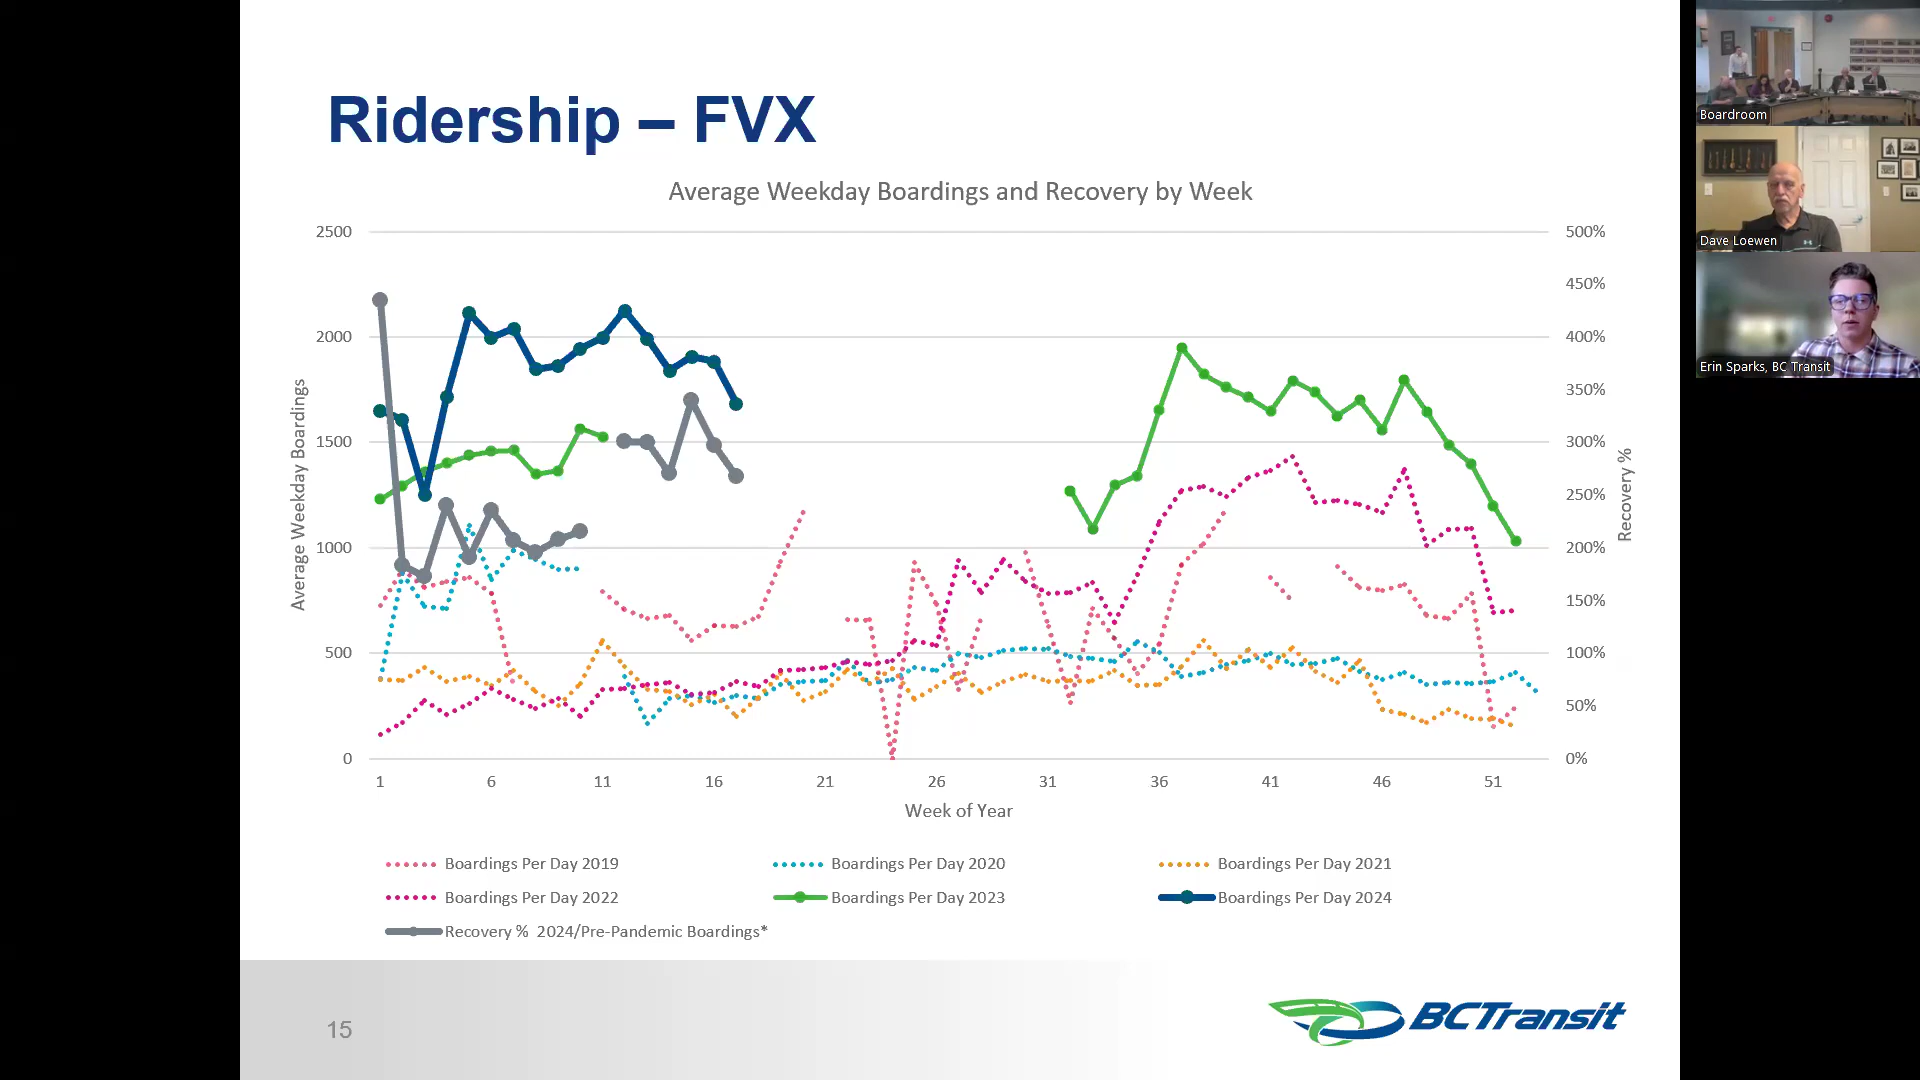 Ridership – FVX
Average Weekday Boardings and Recovery by Week
2500
2000
1500
1000
500
0
Average Weekday Boardings
500%
450%
400%
350%
300%
250%
200%
150%
100%
50%
0%
Recovery %
1 6 11 16 21 26 31 36 41 46 51
Week of Year
Boardings Per Day 2019
Boardings Per Day 2020
Boardings Per Day 2021
Boardings Per Day 2022
Boardings Per Day 2023
Boardings Per Day 2024
Recovery % 2024/Pre-Pandemic Boardings*
15
BC Transit
Boardroom
Dave Loewen
Erin Sparks, BC Transit